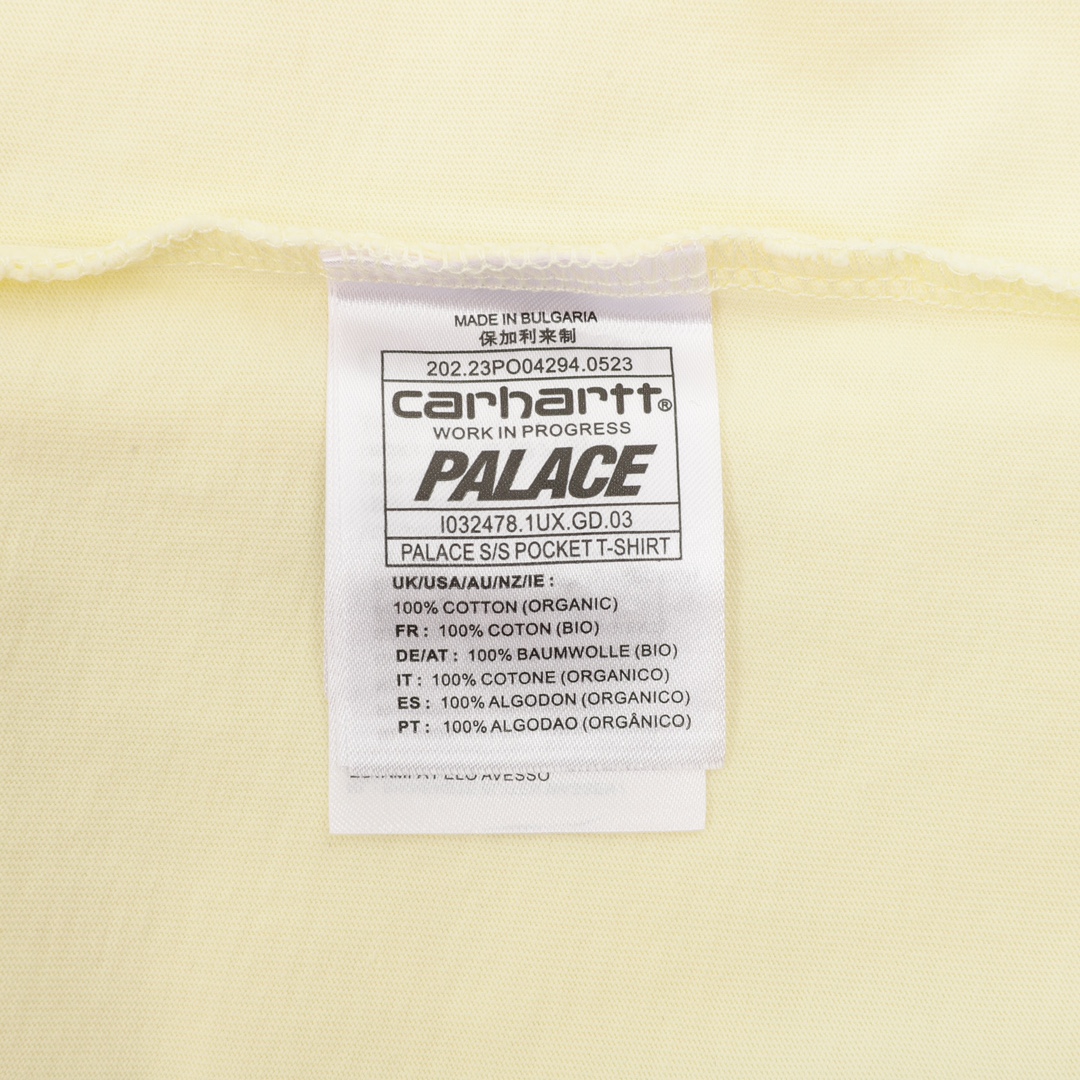 MADE IN BULGARIA
保加利来制
202.23PO04294.0523
carhartt®
WORK IN PROGRESS
PALACE
I032478.1UX.GD.03
PALACE S/S POCKET T-SHIRT
UK/USA/AU/NZ/IE :
100% COTTON (ORGANIC)
FR : 100% COTON (BIO)
DE/AT : 100% BAUMWOLLE (BIO)
IT : 100% COTONE (ORGANICO)
ES : 100% ALGODON (ORGANICO)
PT : 100% ALGODAO (ORGÂNICO)
AVESSO